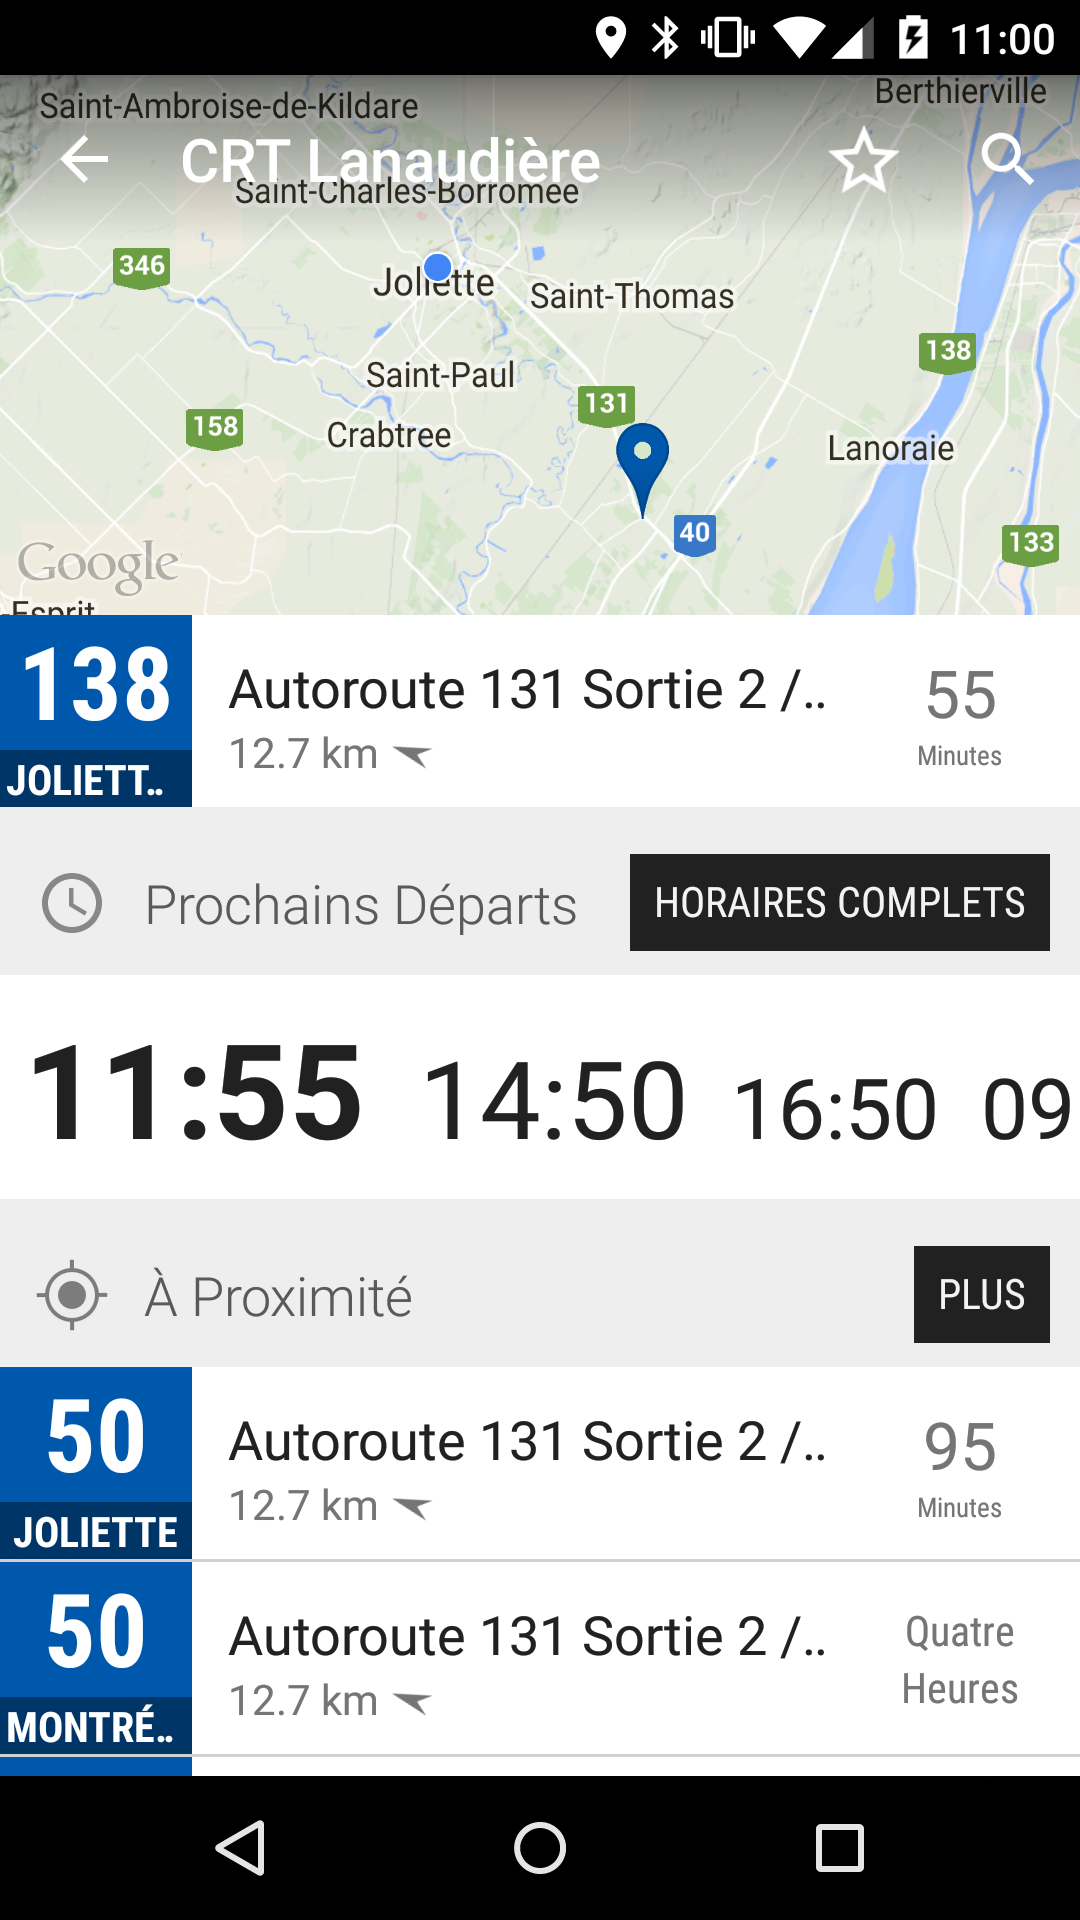 11:00
Saint-Ambroise-de-Kildare
Berthierville
CRT Lanaudière
Saint-Charles-Borromee
346
Joliette
Saint-Thomas
138
Saint-Paul
131
158
Crabtree
Lanoraie
40
133
Google
-Esprit
138
JOLIETT..
Autoroute 131 Sortie 2 /..
12.7 km
55
Minutes
Prochains Départs
HORAIRES COMPLETS
11:55 14:50 16:50 09
À Proximité
PLUS
50
JOLIETTE
Autoroute 131 Sortie 2 /..
12.7 km
95
Minutes
50
MONTRÉ..
Autoroute 131 Sortie 2 /..
12.7 km
Quatre
Heures